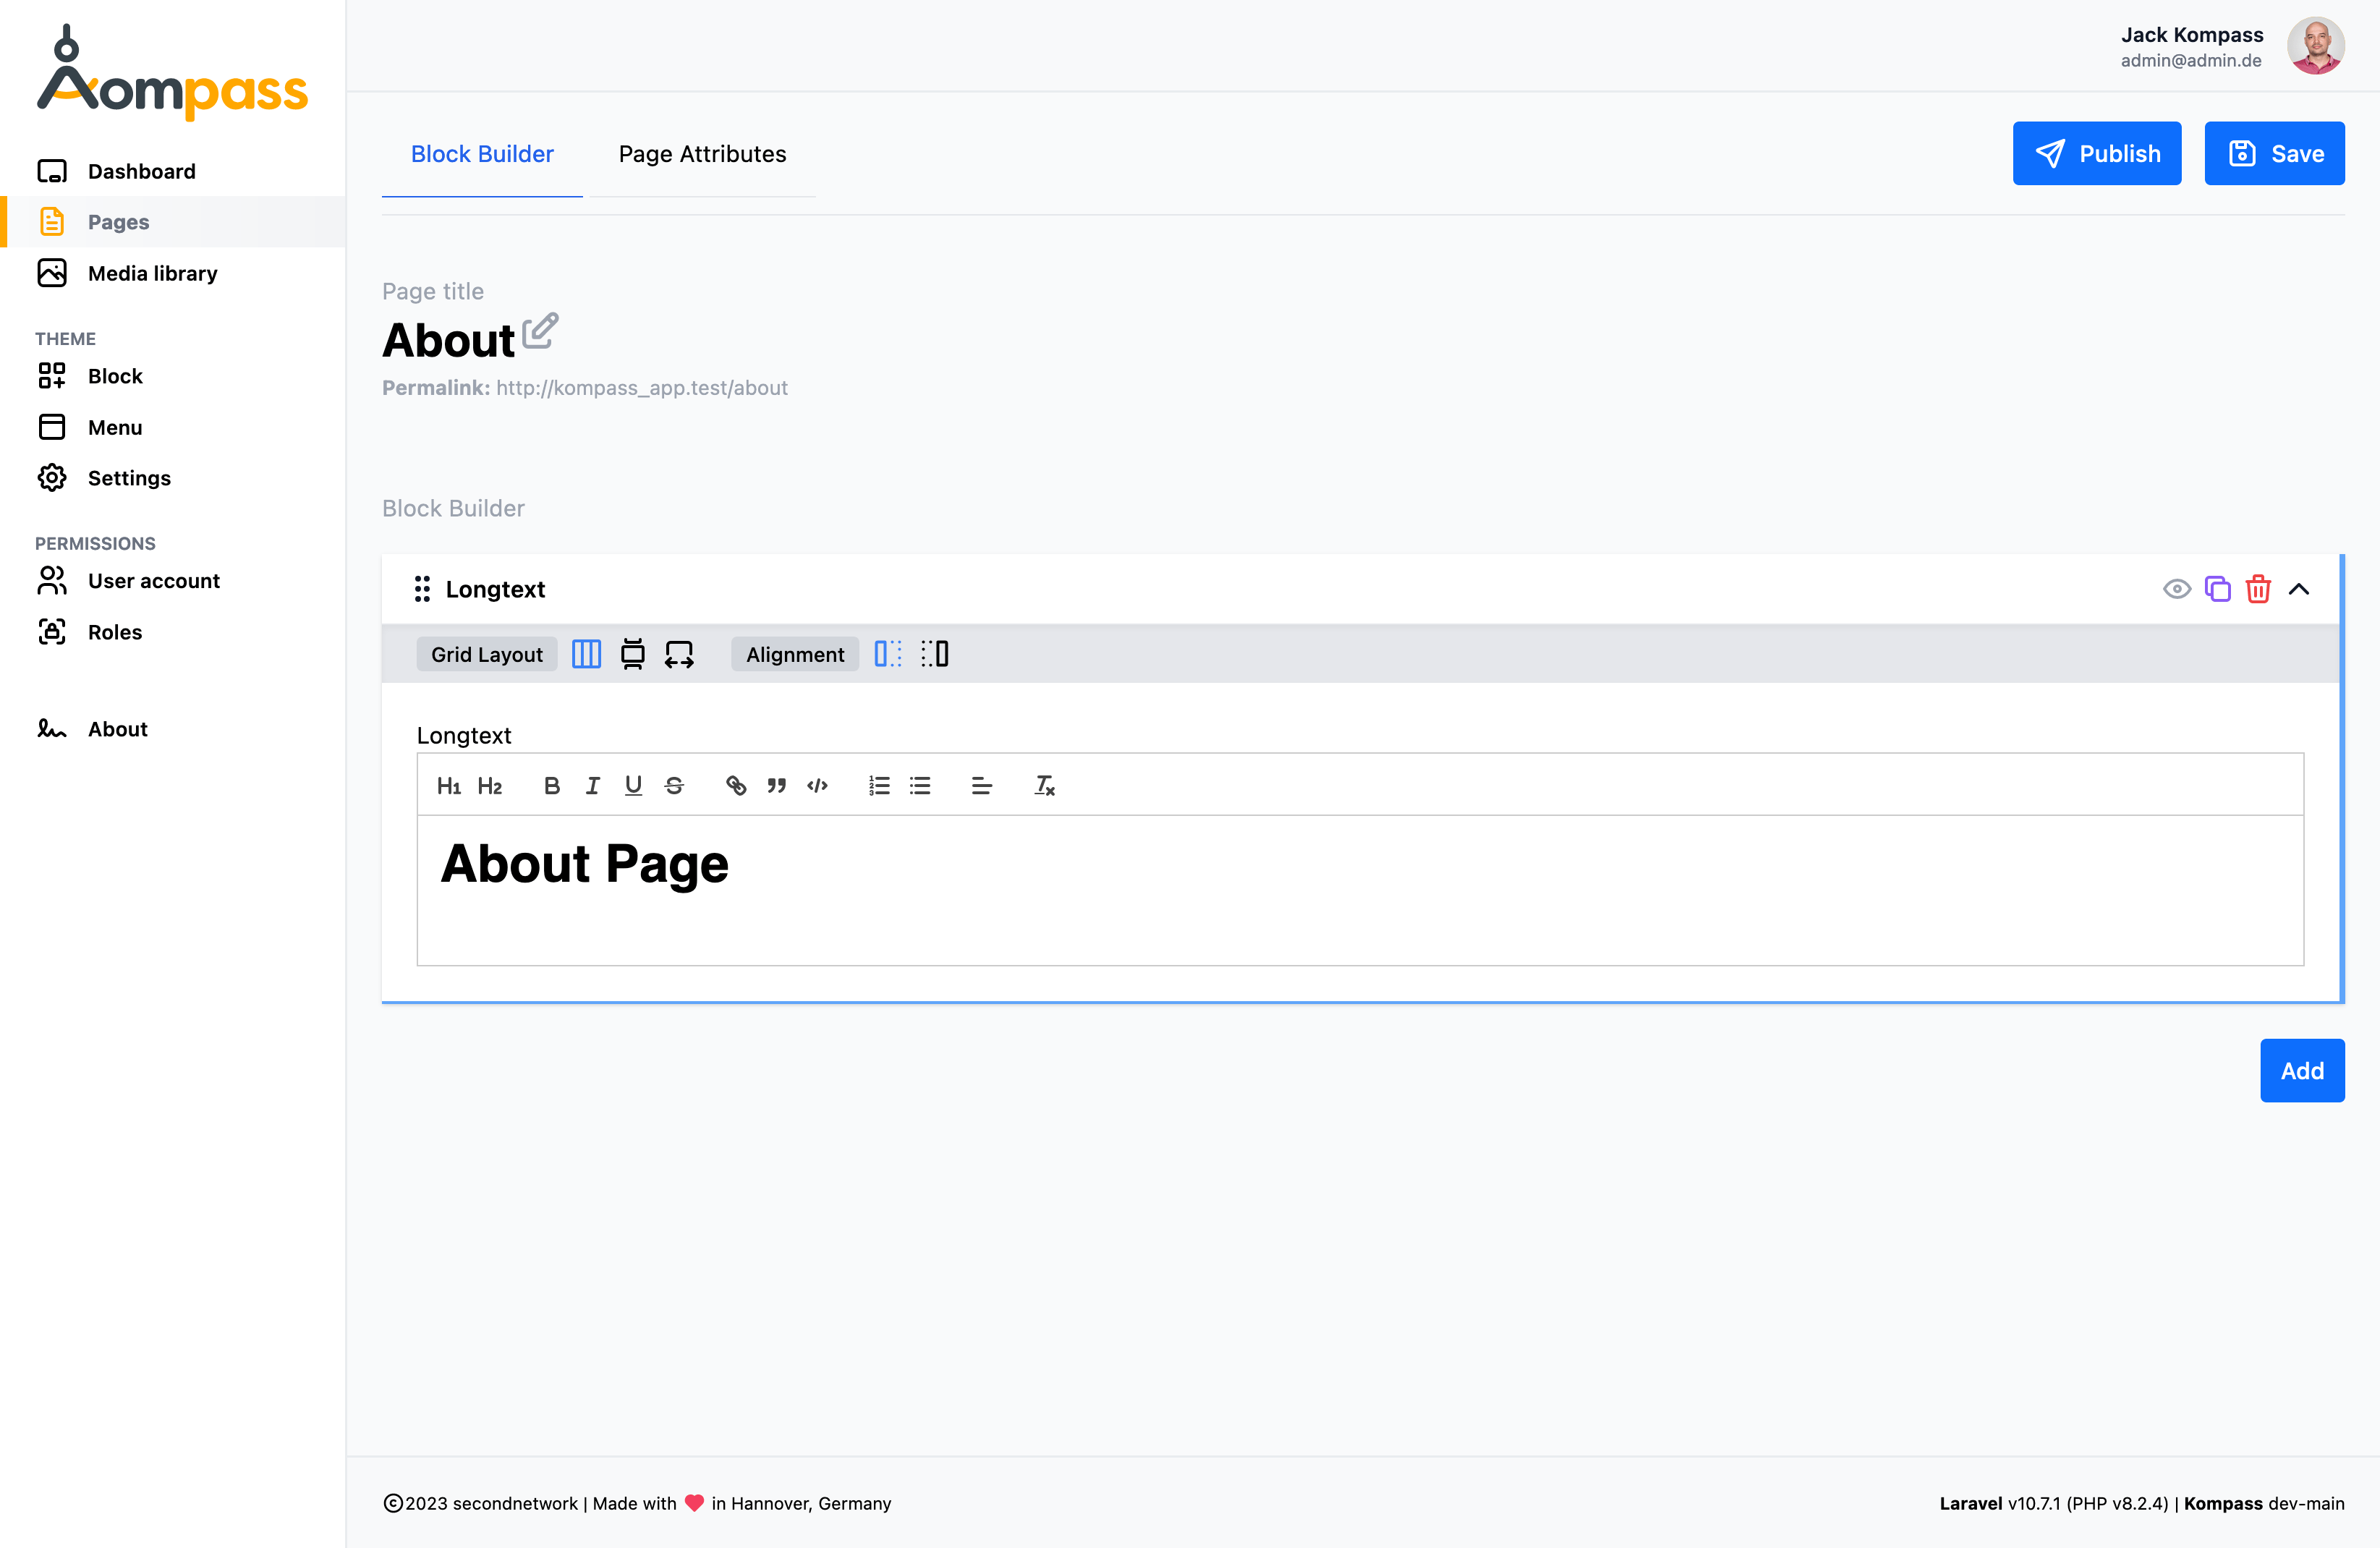 Kompass
Jack Kompass
admin@admin.de
Dashboard
Pages
Media library
THEME
Block
Menu
Settings
PERMISSIONS
User account
Roles
About
Block Builder
Page Attributes
Publish
Save
Page title
About
Permalink: http://kompass_app.test/about
Block Builder
Longtext
Grid Layout
Alignment
Longtext
H1 H2 B I U S
About Page
Add
©2023 secondnetwork | Made with ❤ in Hannover, Germany
Laravel v10.7.1 (PHP v8.2.4) | Kompass dev-main